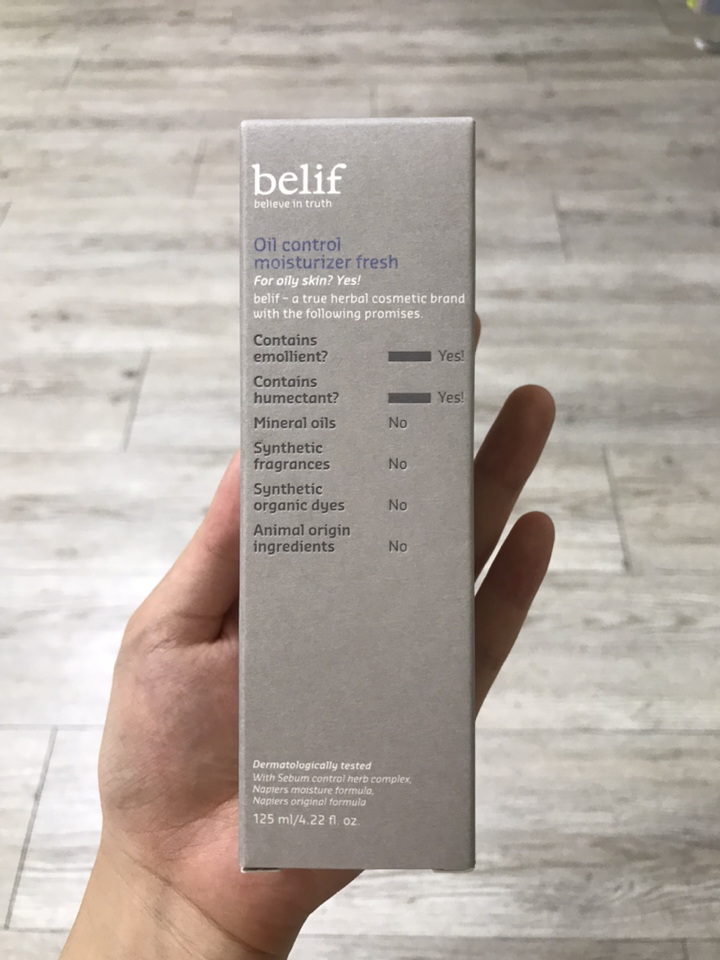 belif
believe in truth
Oil control
moisturizer fresh
For oily skin? Yes!
belif - a true herbal cosmetic brand
with the following promises.
Contains
emollient? Yes!
Contains
humectant? Yes!
Mineral oils No
Synthetic
fragrances No
Synthetic
organic dyes No
Animal origin
ingredients No
Dermatologically tested
With Sebum control herb complex,
Napiers moisture formula,
Napiers original formula
125 ml/4.22 fl. oz.